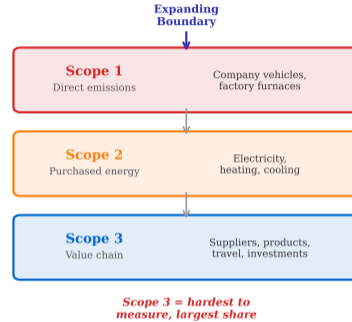 Expanding
Boundary
Scope 1
Direct emissions
Company vehicles,
factory furnaces
Scope 2
Purchased energy
Electricity,
heating, cooling
Scope 3
Value chain
Suppliers, products,
travel, investments
Scope 3 = hardest to
measure, largest share